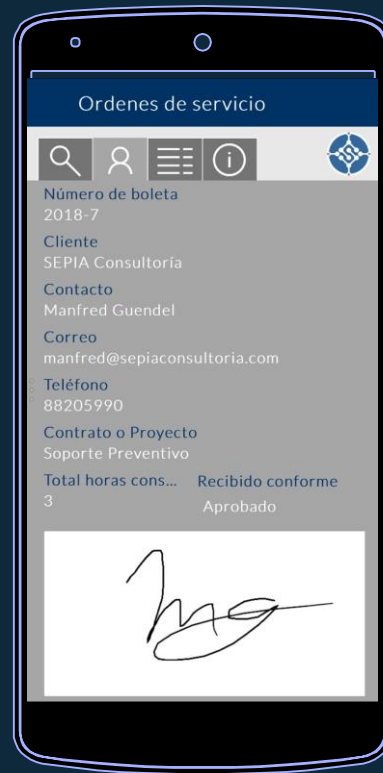 Ordenes de servicio
Número de boleta
2018-7
Cliente
SEPIA Consultoría
Contacto
Manfred Guendel
Correo
manfred@sepiaconsultoria.com
Teléfono
88205990
Contrato o Proyecto
Soporte Preventivo
Total horas cons... Recibido conforme
3 Aprobado